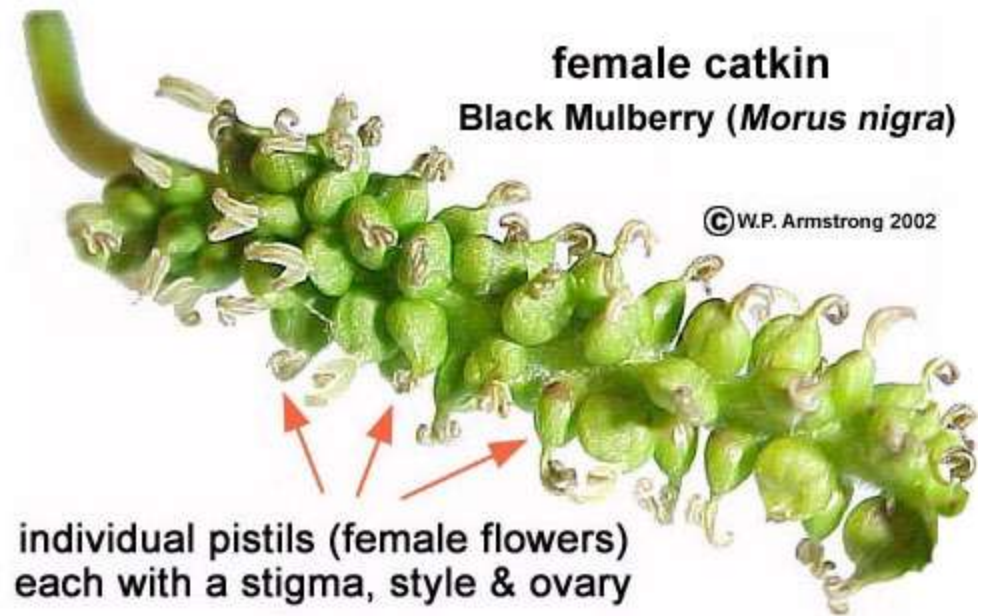 female catkin
Black Mulberry (Morus nigra)
© W.P. Armstrong 2002
individual pistils (female flowers)
each with a stigma, style & ovary